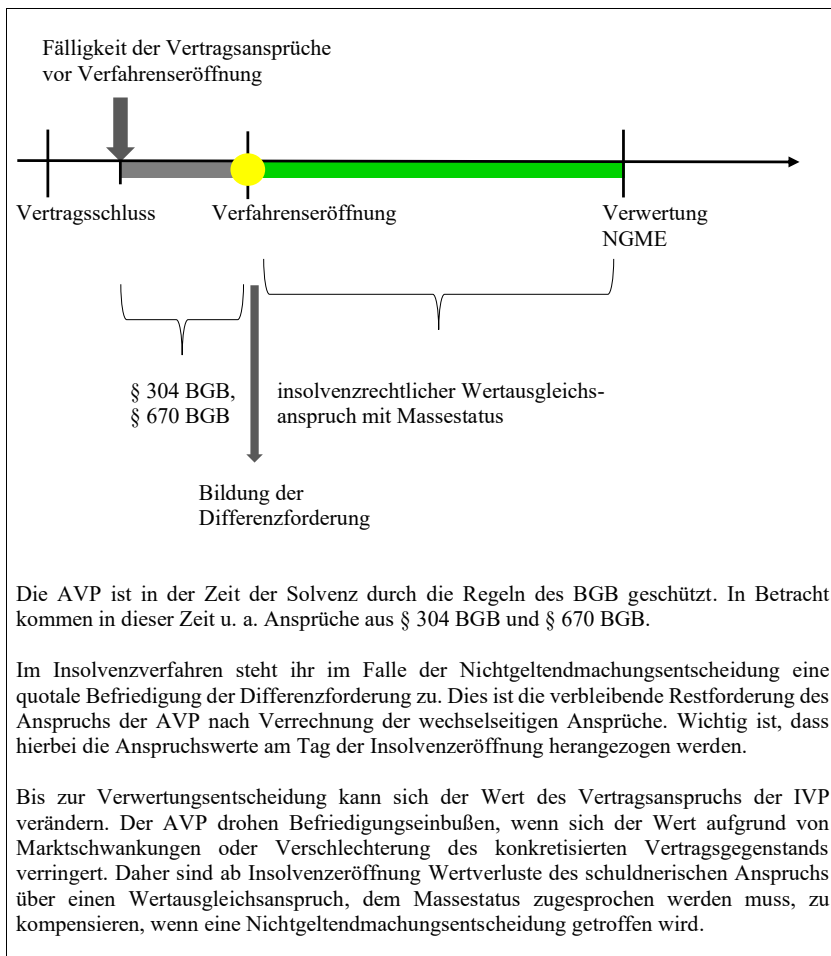 Fälligkeit der Vertragsansprüche
vor Verfahrenseröffnung
Vertragsschluss
Verfahrenseröffnung
Verwertung
NGME
§ 304 BGB,
§ 670 BGB
insolvenzrechtlicher Wertausgleichs-
anspruch mit Massestatus
Bildung der
Differenzforderung
Die AVP ist in der Zeit der Solvenz durch die Regeln des BGB geschützt. In Betracht
kommen in dieser Zeit u. a. Ansprüche aus § 304 BGB und § 670 BGB.
Im Insolvenzverfahren steht ihr im Falle der Nichtgeltendmachungsentscheidung eine
quotale Befriedigung der Differenzforderung zu. Dies ist die verbleibende Restforderung des
Anspruchs der AVP nach Verrechnung der wechselseitigen Ansprüche. Wichtig ist, dass
hierbei die Anspruchswerte am Tag der Insolvenzeröffnung herangezogen werden.
Bis zur Verwertungsentscheidung kann sich der Wert des Vertragsanspruchs der IVP
verändern. Der AVP drohen Befriedigungseinbußen, wenn sich der Wert aufgrund von
Marktschwankungen oder Verschlechterung des konkretisierten Vertragsgegenstands
verringert. Daher sind ab Insolvenzeröffnung Wertverluste des schuldnerischen Anspruchs
über einen Wertausgleichsanspruch, dem Massestatus zugesprochen werden muss, zu
kompensieren, wenn eine Nichtgeltendmachungsentscheidung getroffen wird.